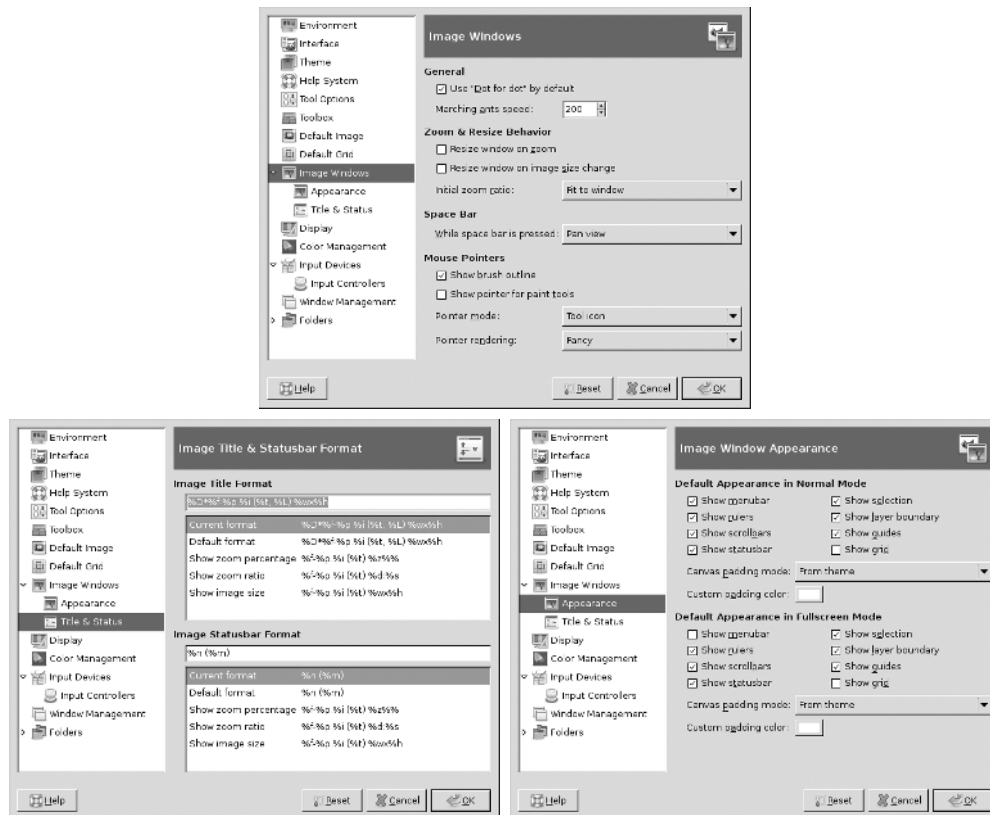 Environment
Interface
Theme
Help System
Tool Options
Toolbox
Default Image
Default Grid
Image Windows
Appearance
Title & Status
Display
Color Management
Input Devices
Input Controllers
Window Management
Folders
Image Windows
General
Use "Dot for dot" by default
Marching ants speed: 200
Zoom & Resize Behavior
Resize window on zoom
Resize window on image size change
Initial zoom ratio: Fit to window
Space Bar
While space bar is pressed: Pan view
Mouse Pointers
Show brush outline
Show pointer for paint tools
Pointer mode: Tool icon
Pointer rendering: Fancy
Help Reset Cancel OK
Environment
Interface
Theme
Help System
Tool Options
Toolbox
Default Image
Default Grid
Image Windows
Appearance
Title & Status
Display
Color Management
Input Devices
Input Controllers
Window Management
Folders
Image Title & Statusbar Format
Image Title Format
%D*%f-%p.%i (%t, %L) %wx%h
Current format %D*%f-%p.%i (%t, %L) %wx%h
Default format %D*%f-%p.%i (%t, %L) %wx%h
Show zoom percentage %f-%p.%i (%t) %z%%
Show zoom ratio %f-%p.%i (%t) %d:%s
Show image size %f-%p.%i (%t) %wx%h
Image Statusbar Format
%n (%m)
Current format %n (%m)
Default format %n (%m)
Show zoom percentage %f-%p.%i (%t) %z%%
Show zoom ratio %f-%p.%i (%t) %d:%s
Show image size %f-%p.%i (%t) %wx%h
Help Reset Cancel OK
Environment
Interface
Theme
Help System
Tool Options
Toolbox
Default Image
Default Grid
Image Windows
Appearance
Title & Status
Display
Color Management
Input Devices
Input Controllers
Window Management
Folders
Image Window Appearance
Default Appearance in Normal Mode
Show menubar Show selection
Show rulers Show layer boundary
Show scrollbars Show guides
Show statusbar Show grid
Canvas padding mode: From theme
Custom padding color:
Default Appearance in Fullscreen Mode
Show menubar Show selection
Show rulers Show layer boundary
Show scrollbars Show guides
Show statusbar Show grid
Canvas padding mode: From theme
Custom padding color:
Help Reset Cancel OK